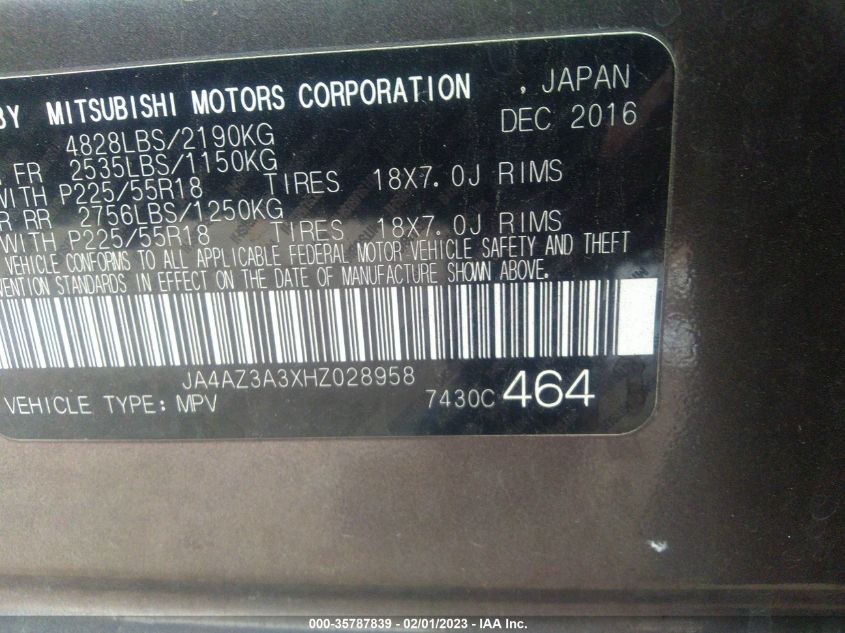 BY MITSUBISHI MOTORS CORPORATION , JAPAN
4828LBS/2190KG DEC 2016
FR 2535LBS/1150KG
WITH P225/55R18 TIRES 18X7.0J RIMS
RR 2756LBS/1250KG
WITH P225/55R18 TIRES 18X7.0J RIMS
VEHICLE CONFORMS TO ALL APPLICABLE FEDERAL MOTOR VEHICLE SAFETY AND THEFT
STANDARDS IN EFFECT ON THE DATE OF MANUFACTURE SHOWN ABOVE.
JA4AZ3A3XHZ028958
VEHICLE TYPE: MPV 7430C 464
000-35787839 - 02/01/2023 - IAA Inc.